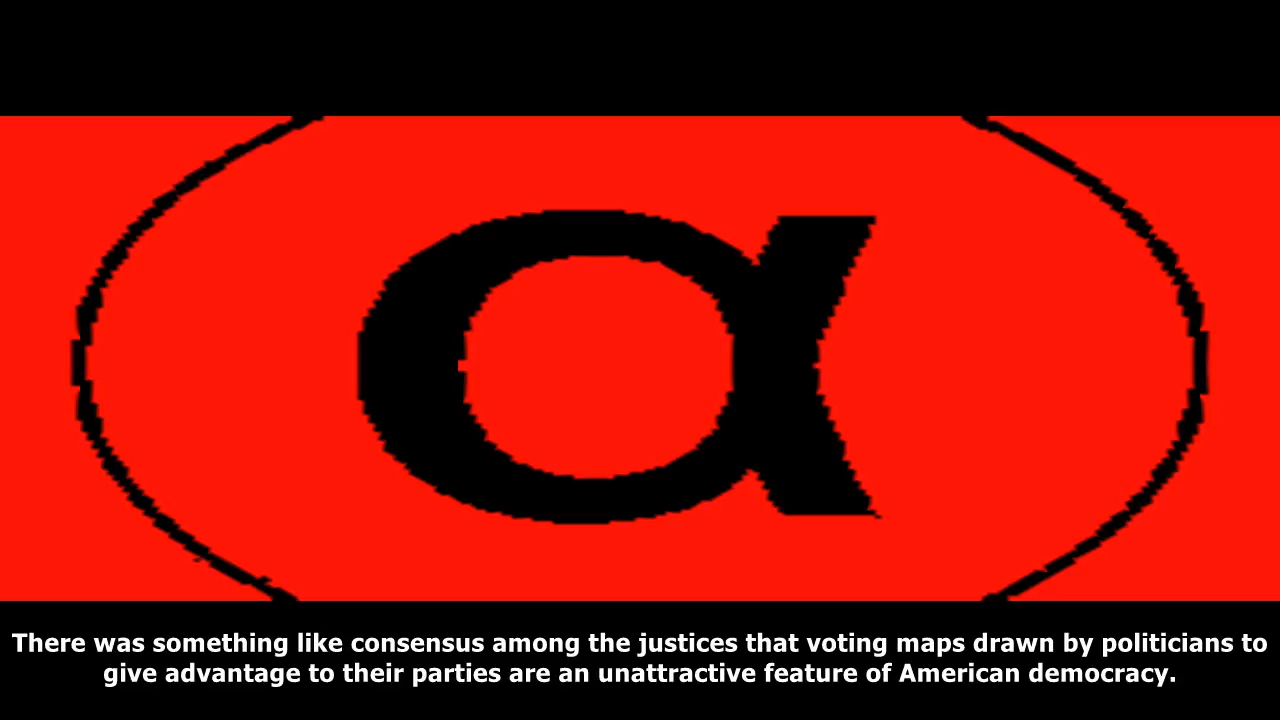 α
There was something like consensus among the justices that voting maps drawn by politicians to
give advantage to their parties are an unattractive feature of American democracy.